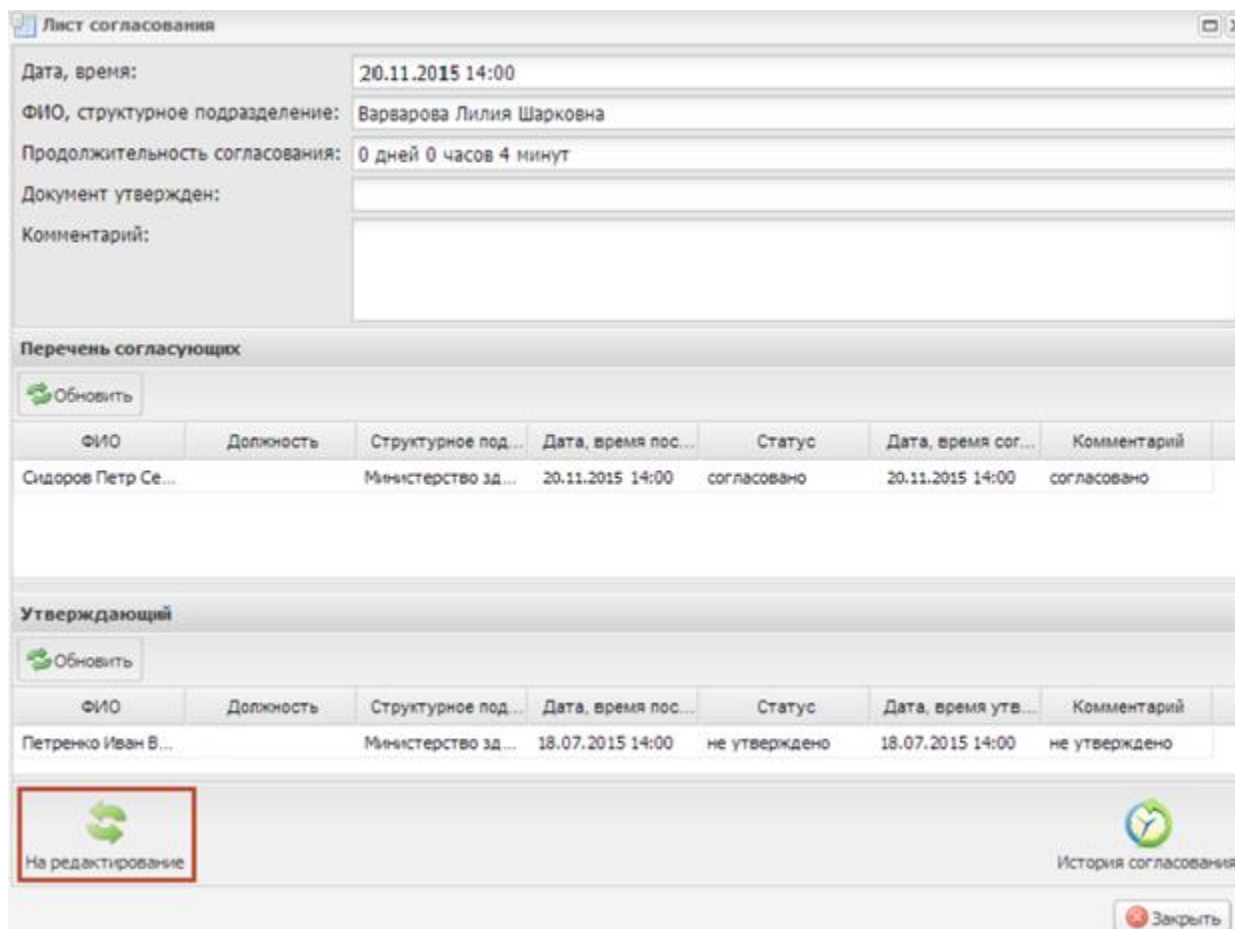 Лист согласования
Дата, время: 20.11.2015 14:00
ФИО, структурное подразделение: Варварова Лилия Шарковна
Продолжительность согласования: 0 дней 0 часов 4 минут
Документ утвержден:
Комментарий:
Перечень согласующих
Обновить
ФИО Должность Структурное под... Дата, время пос... Статус Дата, время сог... Комментарий
Сидоров Петр Се... Министерство зд... 20.11.2015 14:00 согласовано 20.11.2015 14:00 согласовано
Утверждающий
Обновить
ФИО Должность Структурное под... Дата, время пос... Статус Дата, время утв... Комментарий
Петренко Иван В... Министерство зд... 18.07.2015 14:00 не утверждено 18.07.2015 14:00 не утверждено
На редактирование История согласования
Закрыть